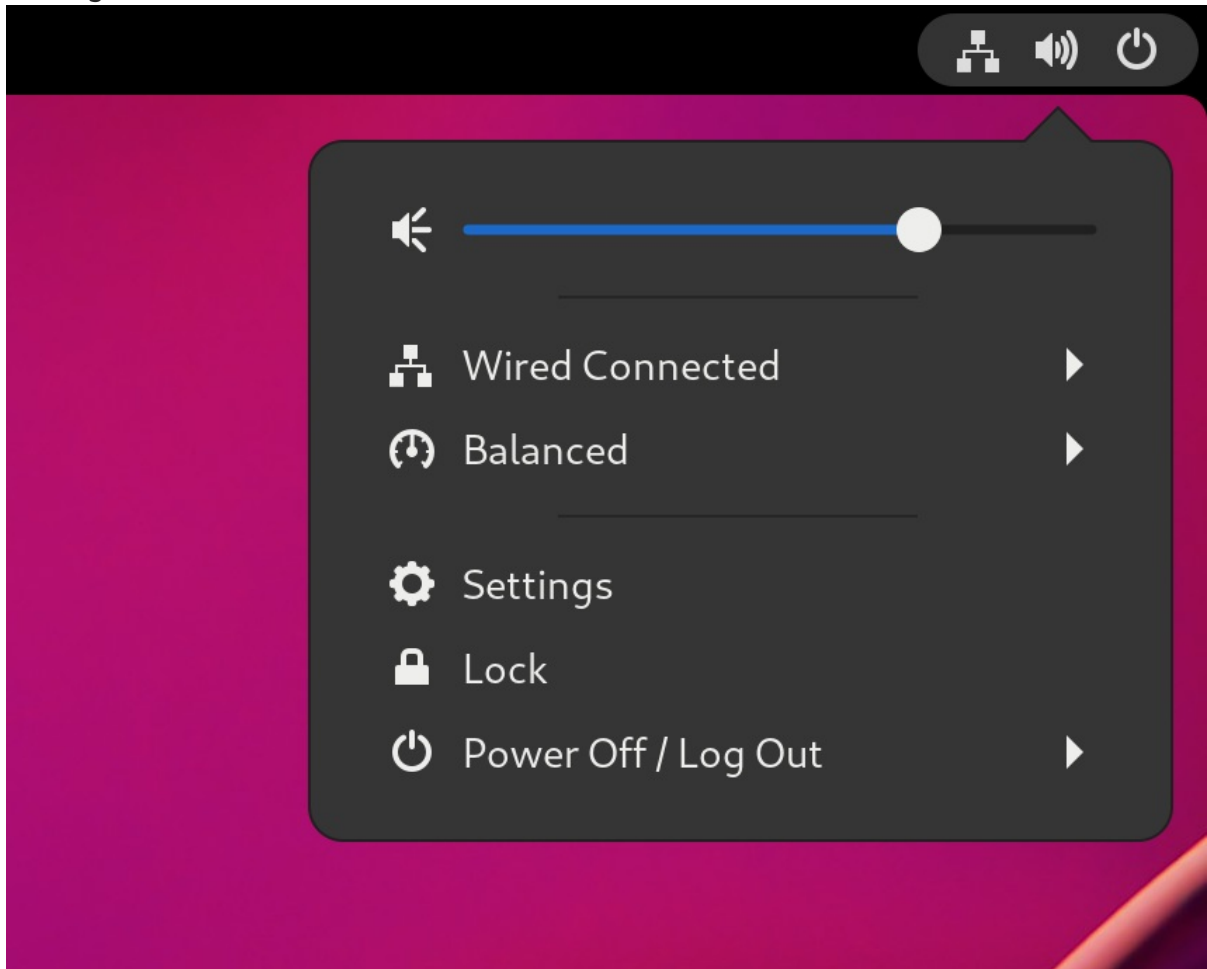 Wired Connected
Balanced
Settings
Lock
Power Off / Log Out